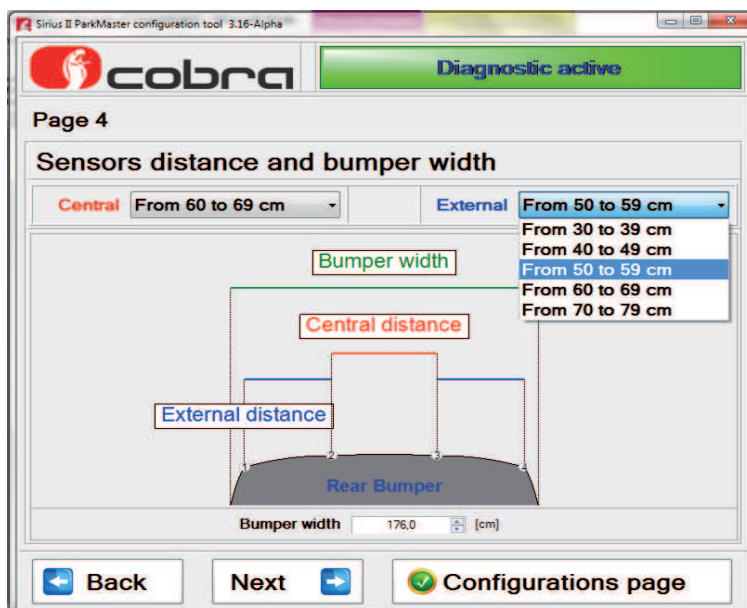 Sirius II ParkMaster configuration tool 3.16-Alpha
cobra
Diagnostic active
Page 4
Sensors distance and bumper width
Central From 60 to 69 cm
External From 50 to 59 cm
From 30 to 39 cm
From 40 to 49 cm
From 50 to 59 cm
From 60 to 69 cm
From 70 to 79 cm
Bumper width
Central distance
External distance
1 2 3 4
Rear Bumper
Bumper width 176,0 [cm]
Back
Next
Configurations page